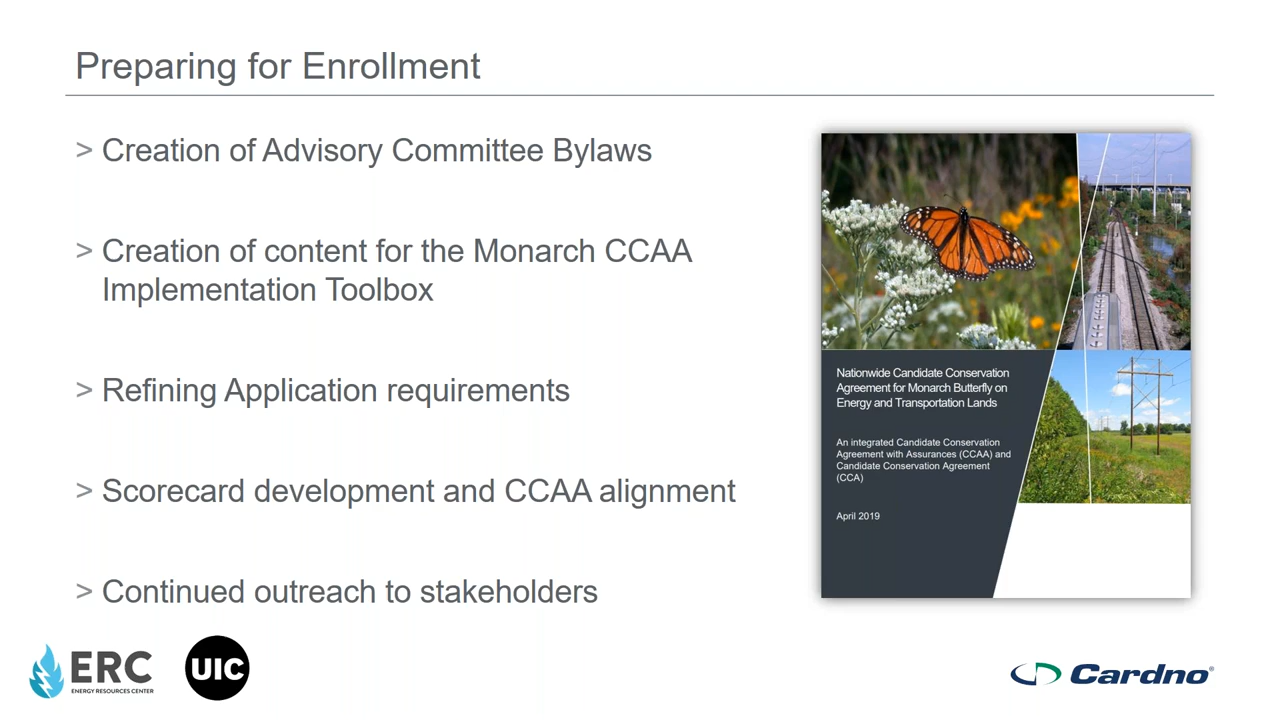 Preparing for Enrollment
> Creation of Advisory Committee Bylaws
> Creation of content for the Monarch CCAA
Implementation Toolbox
> Refining Application requirements
> Scorecard development and CCAA alignment
> Continued outreach to stakeholders
Nationwide Candidate Conservation
Agreement for Monarch Butterfly on
Energy and Transportation Lands
An integrated Candidate Conservation
Agreement with Assurances (CCAA) and
Candidate Conservation Agreement
(CCA)
April 2019
ERC
ENERGY RESOURCES CENTER
UIC
Cardno®